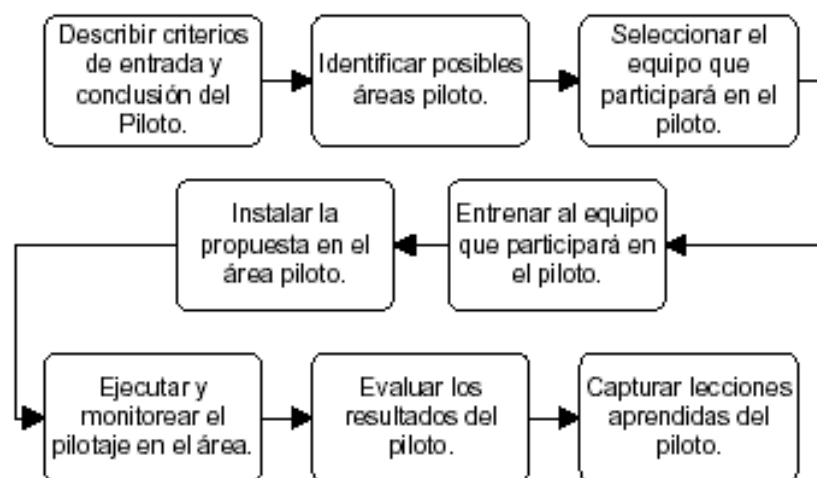 Describir criterios
de entrada y
conclusión del
Piloto.
Identificar posibles
áreas piloto.
Seleccionar el
equipo que
participará en el
piloto.
Entrenar al equipo
que participará en
el piloto.
Instalar la
propuesta en el
área piloto.
Ejecutar y
monitorear el
pilotaje en el área.
Evaluar los
resultados del
piloto.
Capturar lecciones
aprendidas del
piloto.